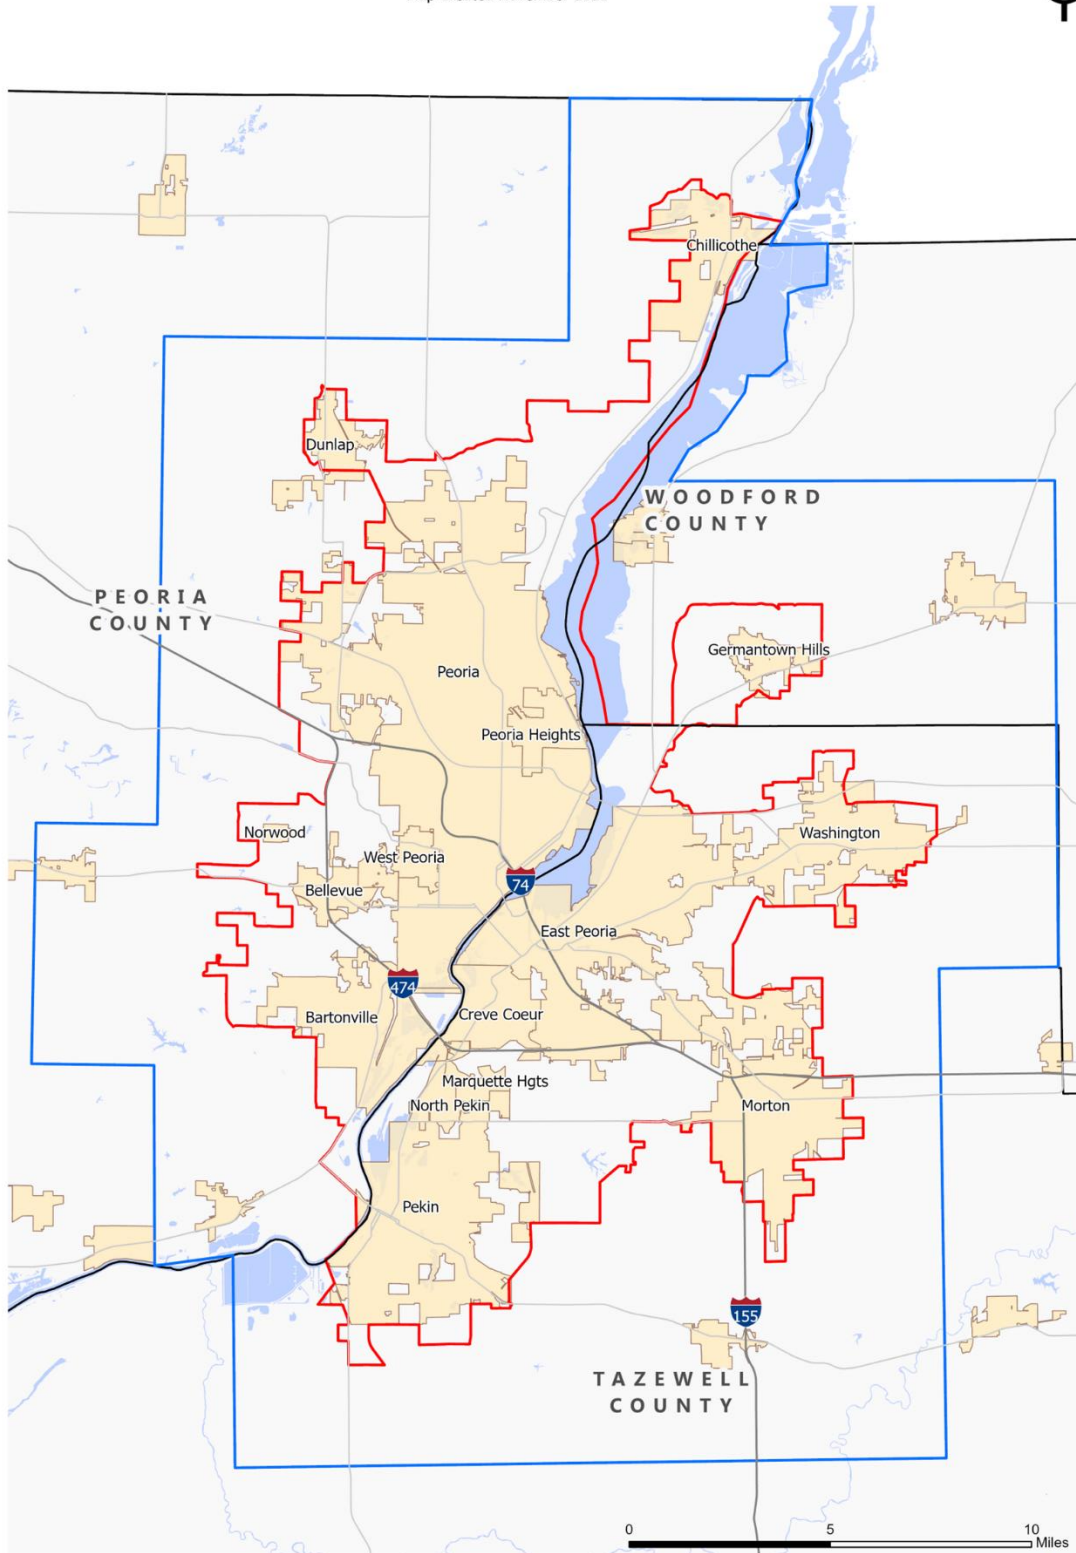 Chillicothe
Dunlap
WOODFORD
COUNTY
PEORIA
COUNTY
Germantown Hills
Peoria
Peoria Heights
Norwood
Washington
West Peoria
74
Bellevue
East Peoria
474
Bartonville
Creve Coeur
Marquette Hgts
North Pekin
Morton
Pekin
155
TAZEWELL
COUNTY
0 5 10
Miles